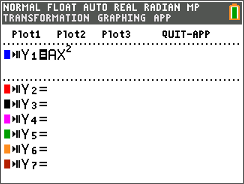 NORMAL FLOAT AUTO REAL RADIAN MP
TRANSFORMATION GRAPHING APP
Plot1 Plot2 Plot3 QUIT-APP
Y1=AX²
Y2=
Y3=
Y4=
Y5=
Y6=
Y7=